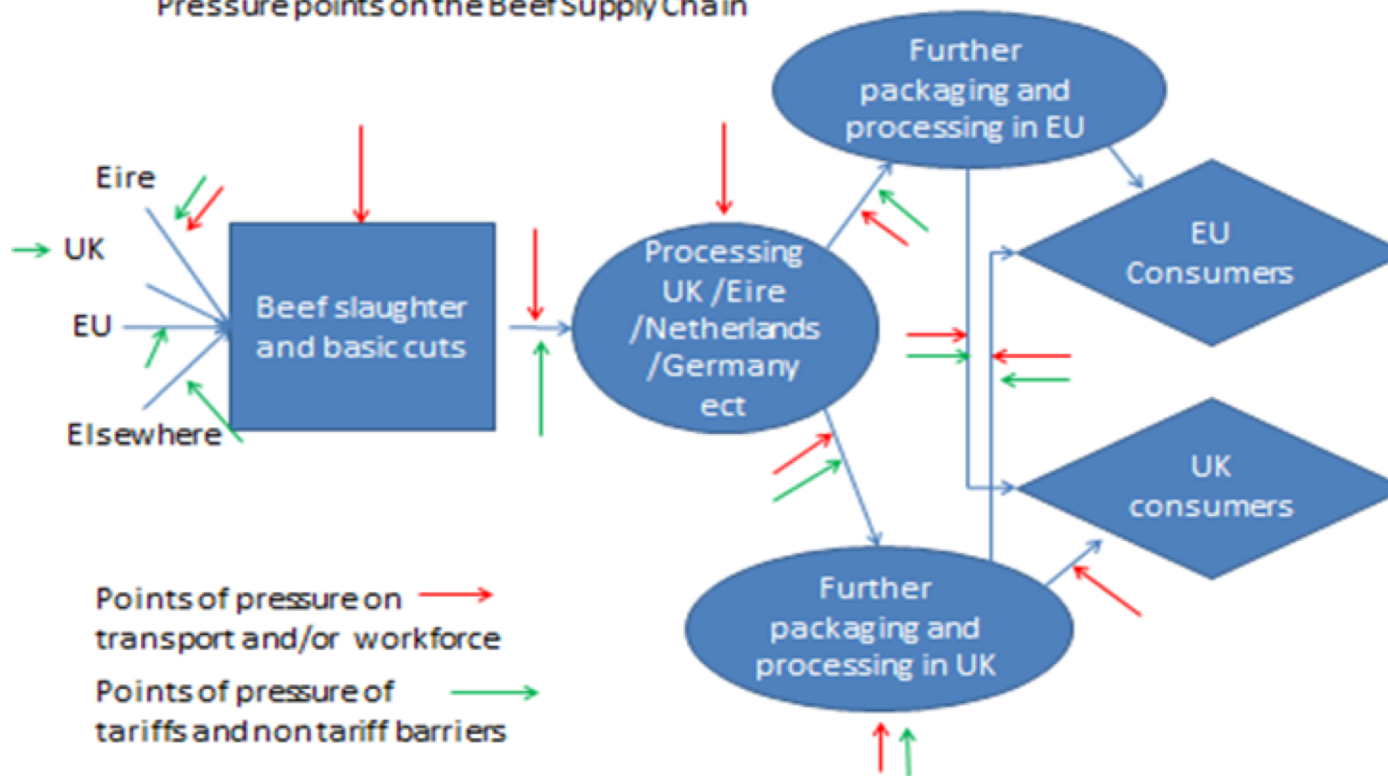 Pressure points on the Beef Supply Chain
Further
packaging and
processing in EU
Eire
UK
EU
Elsewhere
Beef slaughter
and basic cuts
Processing
UK /Eire
/Netherlands
/Germany
ect
EU
Consumers
UK
consumers
Further
packaging and
processing in UK
Points of pressure on
transport and/or workforce
Points of pressure of
tariffs and non tariff barriers